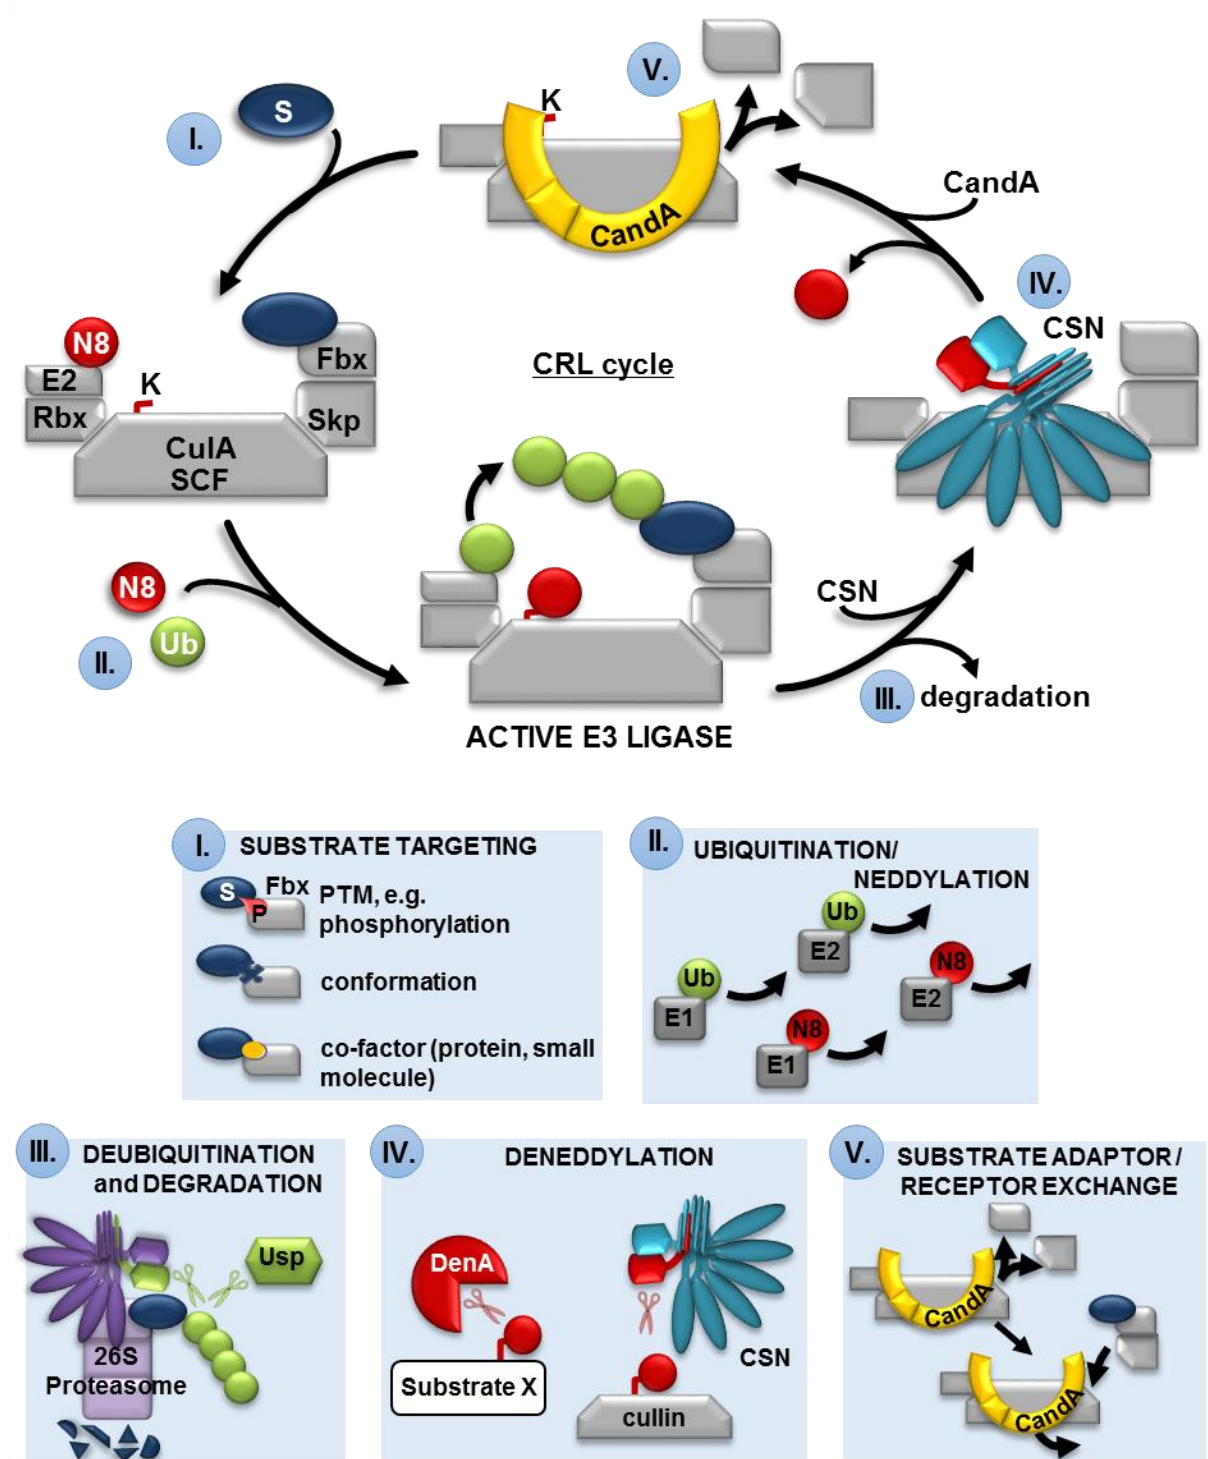 V.
K
S
I.
CandA
CandA
IV.
CSN
N8
Fbx
E2
K
CRL cycle
Rbx
Skp
CulA
SCF
N8
CSN
Ub
II.
III. degradation
ACTIVE E3 LIGASE
I. SUBSTRATE TARGETING
S
Fbx
P
PTM, e.g.
phosphorylation
conformation
co-factor (protein, small
molecule)
II. UBIQUITINATION/
NEDDYLATION
Ub
E2
N8
Ub
E2
E1
N8
E1
III. DEUBIQUITINATION
and DEGRADATION
Usp
26S
Proteasome
IV. DENEDDYLATION
DenA
CSN
Substrate X
cullin
V. SUBSTRATE ADAPTOR /
RECEPTOR EXCHANGE
CandA
CandA